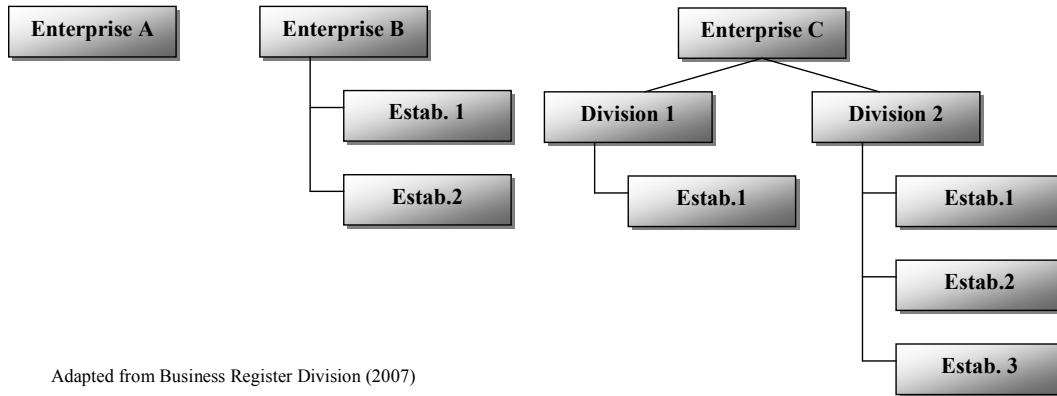 Enterprise A
Enterprise B
Enterprise C
Estab. 1
Division 1
Division 2
Estab.2
Estab.1
Estab.1
Estab.2
Estab. 3
Adapted from Business Register Division (2007)